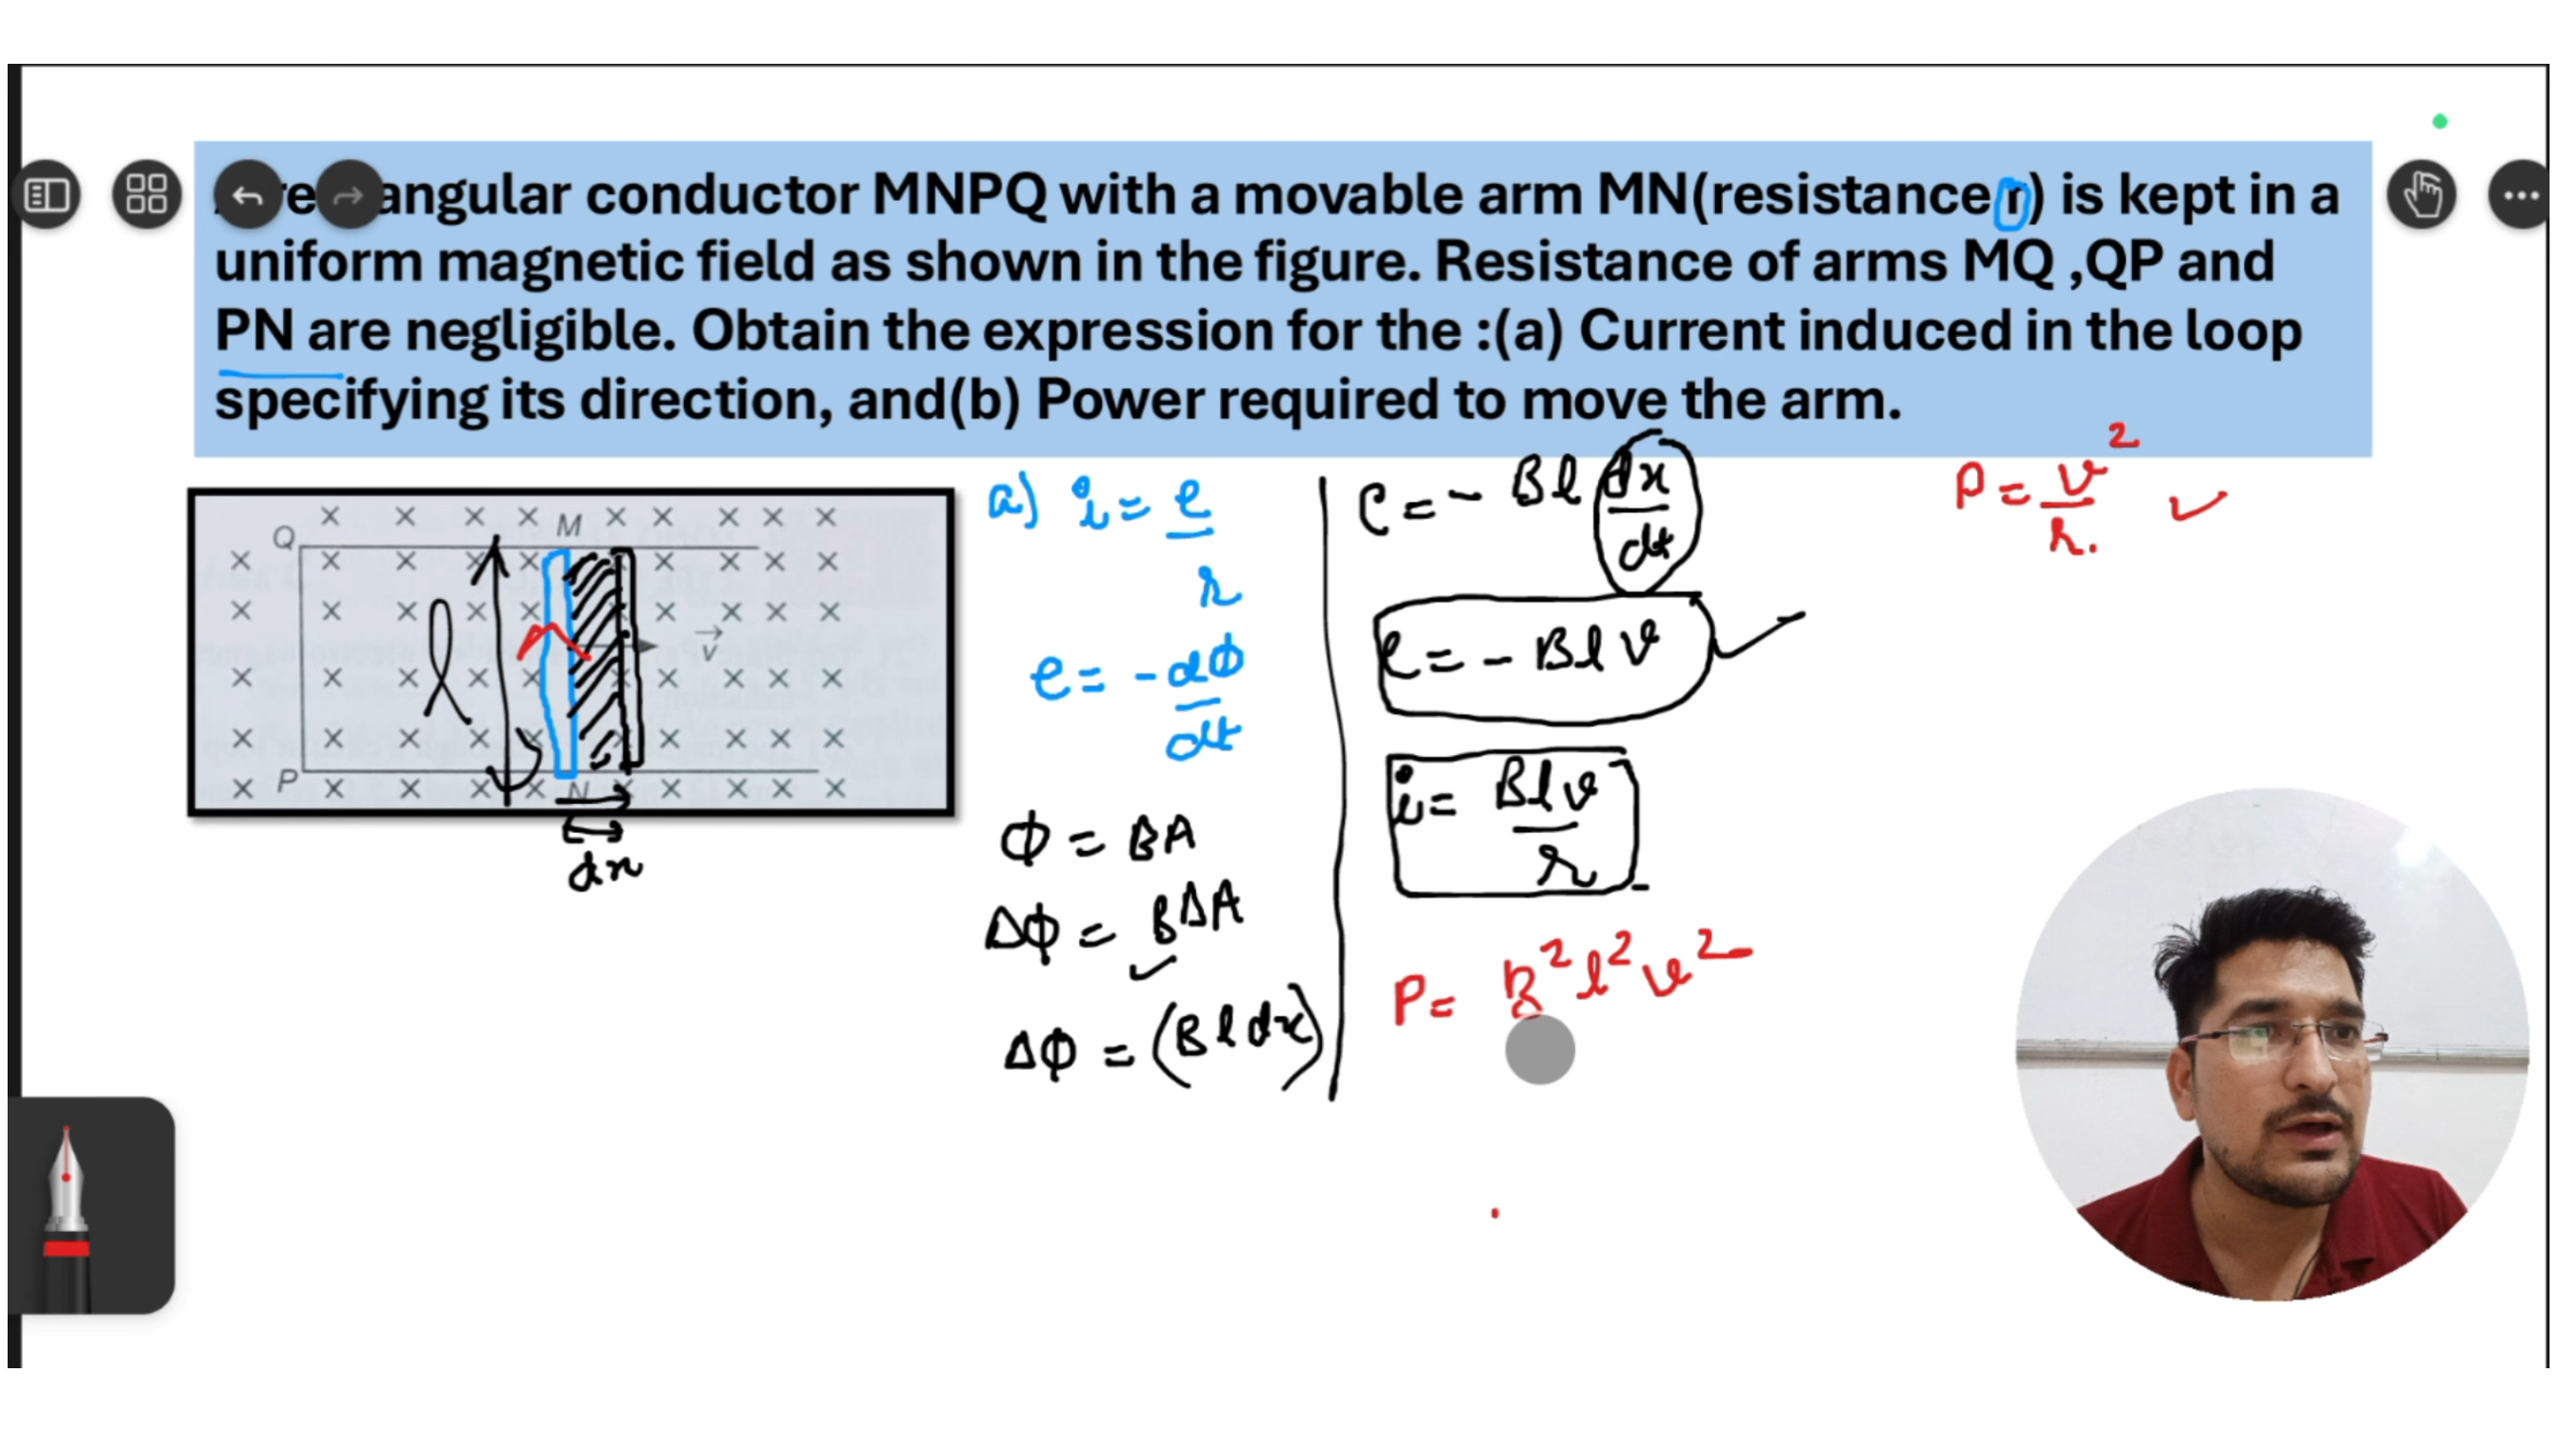 angular conductor MNPQ with a movable arm MN(resistance r) is kept in a
uniform magnetic field as shown in the figure. Resistance of arms MQ ,QP and
PN are negligible. Obtain the expression for the :(a) Current induced in the loop
specifying its direction, and(b) Power required to move the arm.
Q
M
l
v
P
N
dx
a) i = e/r
e = - dΦ/dt
Φ = BA
ΔΦ = BΔA
ΔΦ = (Bldx)
e = - Bl dx/dt
e = - Blv
i = Blv/r
P = B²l²v²
P = v²/r.